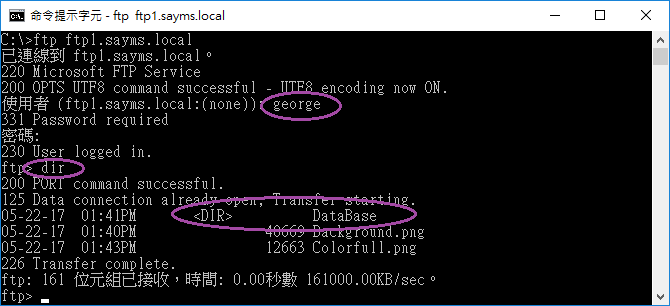 命令提示字元 - ftp ftp1.sayms.local
C:\>ftp ftp1.sayms.local
已連線到 ftp1.sayms.local。
220 Microsoft FTP Service
200 OPTS UTF8 command successful - UTF8 encoding now ON.
使用者 (ftp1.sayms.local:(none)): george
331 Password required
密碼:
230 User logged in.
ftp> dir
200 PORT command successful.
125 Data connection already open; Transfer starting.
05-22-17 01:41PM <DIR> DataBase
05-22-17 01:40PM 48669 Background.png
05-22-17 01:43PM 12663 Colorfull.png
226 Transfer complete.
ftp: 161 位元組已接收，時間: 0.00秒數 161000.00KB/sec。
ftp>